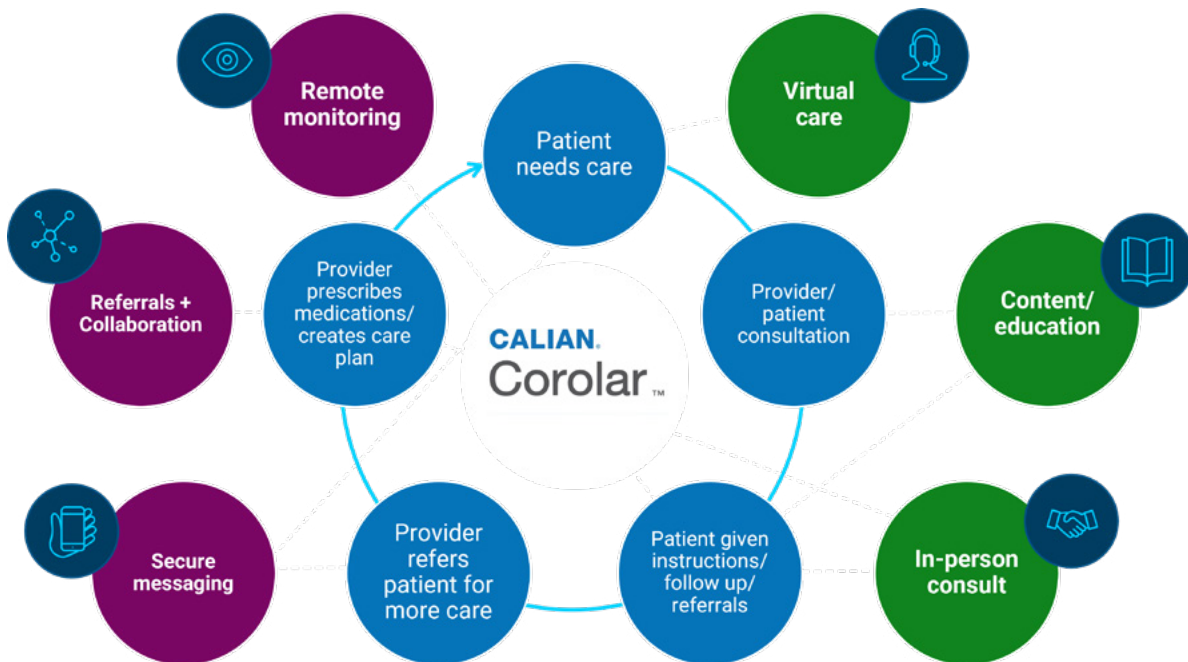 Remote
monitoring
Virtual
care
Patient
needs care
Referrals +
Collaboration
Provider
prescribes
medications/
creates care
plan
CALIAN®
Corolar™
Provider/
patient
consultation
Content/
education
Secure
messaging
Provider
refers
patient for
more care
Patient given
instructions/
follow up/
referrals
In-person
consult